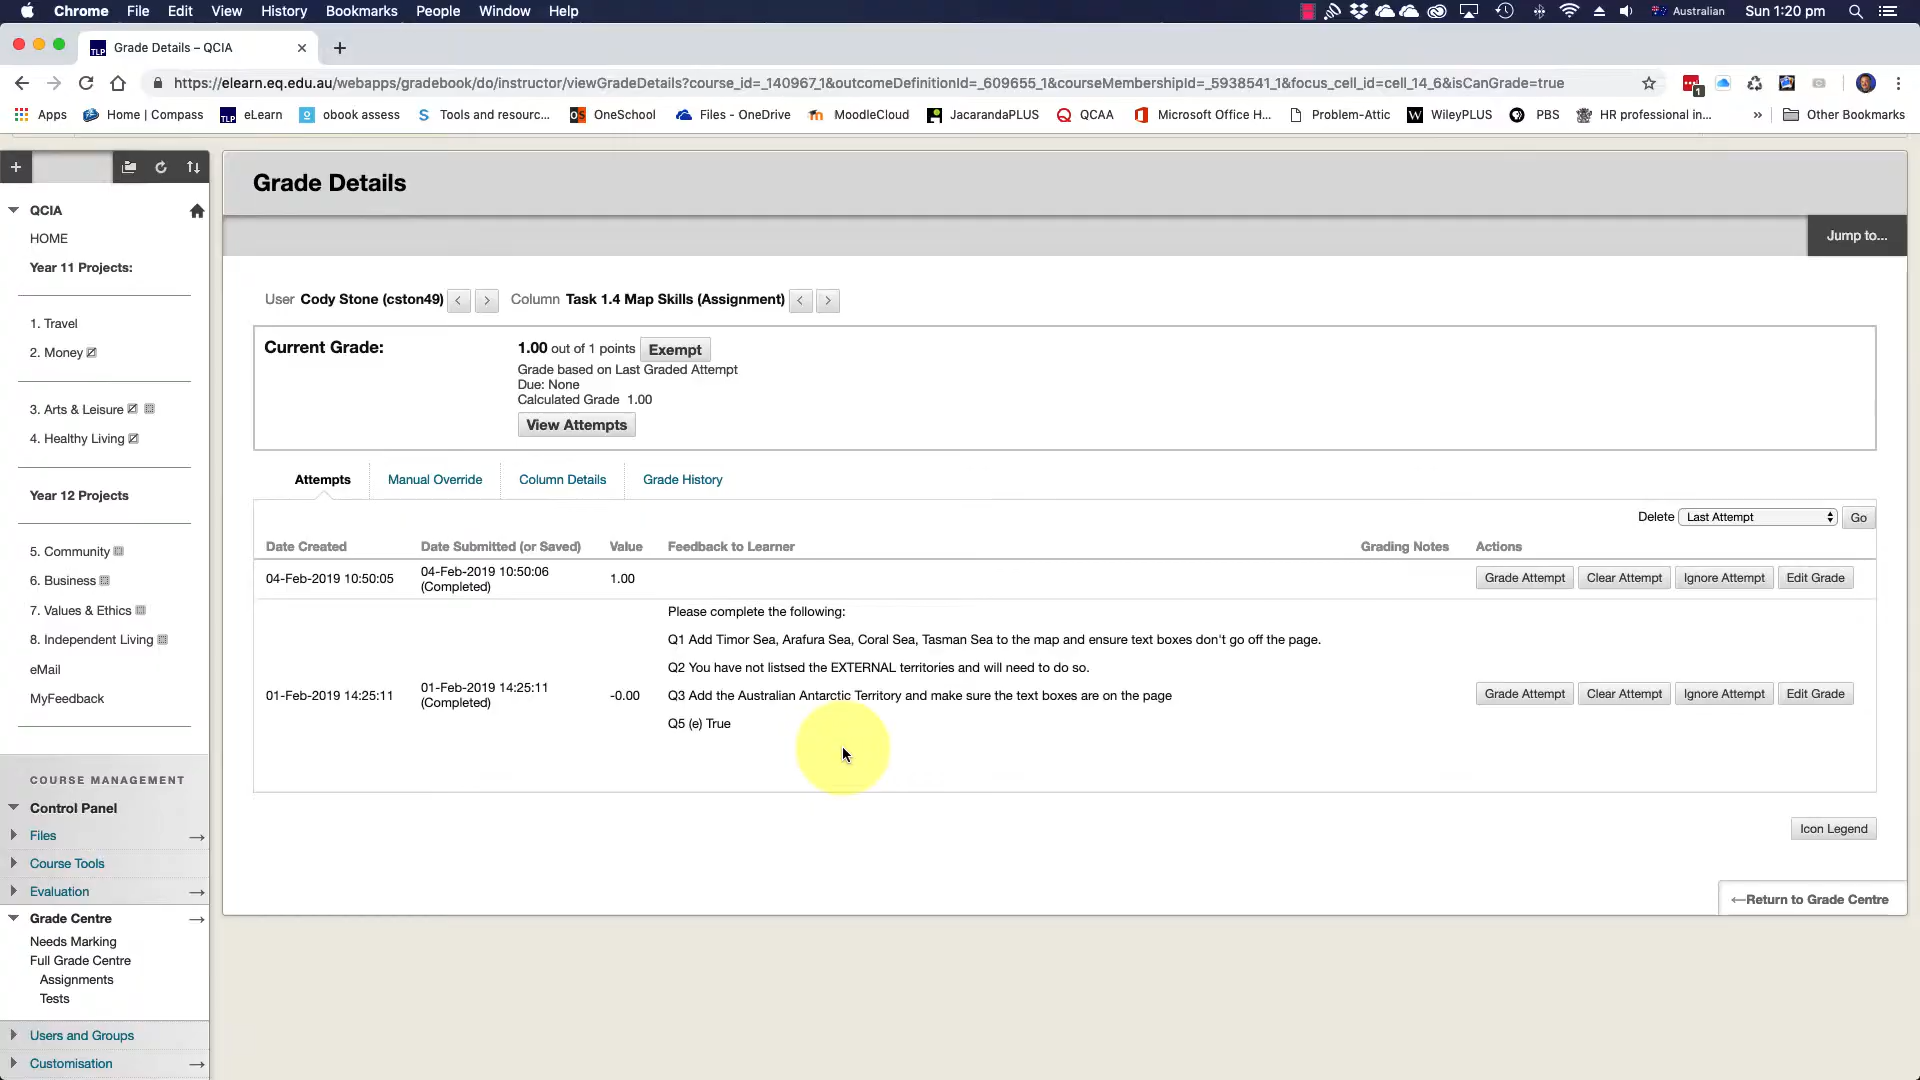 Chrome File Edit View History Bookmarks People Window Help Australian Sun 1:20 pm
TLP Grade Details – QCIA
https://elearn.eq.edu.au/webapps/gradebook/do/instructor/viewGradeDetails?course_id=_140967_1&outcomeDefinitionId=_609655_1&courseMembershipId=_5938541_1&focus_cell_id=cell_14_6&isCanGrade=true
Apps Home | Compass TLP eLearn obook assess S Tools and resourc... OneSchool Files - OneDrive MoodleCloud JacarandaPLUS QCAA Microsoft Office H... Problem-Attic W WileyPLUS PBS HR professional in... » Other Bookmarks
Grade Details
Jump to...
QCIA
HOME
Year 11 Projects:
1. Travel
2. Money
3. Arts & Leisure
4. Healthy Living
Year 12 Projects
5. Community
6. Business
7. Values & Ethics
8. Independent Living
eMail
MyFeedback
COURSE MANAGEMENT
Control Panel
Files
Course Tools
Evaluation
Grade Centre
Needs Marking
Full Grade Centre
Assignments
Tests
Users and Groups
Customisation
User Cody Stone (cston49) < > Column Task 1.4 Map Skills (Assignment) < >
Current Grade: 1.00 out of 1 points Exempt
Grade based on Last Graded Attempt
Due: None
Calculated Grade 1.00
View Attempts
Attempts Manual Override Column Details Grade History
Delete Last Attempt Go
Date Created Date Submitted (or Saved) Value Feedback to Learner Grading Notes Actions
04-Feb-2019 10:50:05 04-Feb-2019 10:50:06 (Completed) 1.00 Grade Attempt Clear Attempt Ignore Attempt Edit Grade
Please complete the following:
Q1 Add Timor Sea, Arafura Sea, Coral Sea, Tasman Sea to the map and ensure text boxes don't go off the page.
Q2 You have not listsed the EXTERNAL territories and will need to do so.
01-Feb-2019 14:25:11 01-Feb-2019 14:25:11 (Completed) -0.00 Q3 Add the Australian Antarctic Territory and make sure the text boxes are on the page Grade Attempt Clear Attempt Ignore Attempt Edit Grade
Q5 (e) True
Icon Legend
←Return to Grade Centre